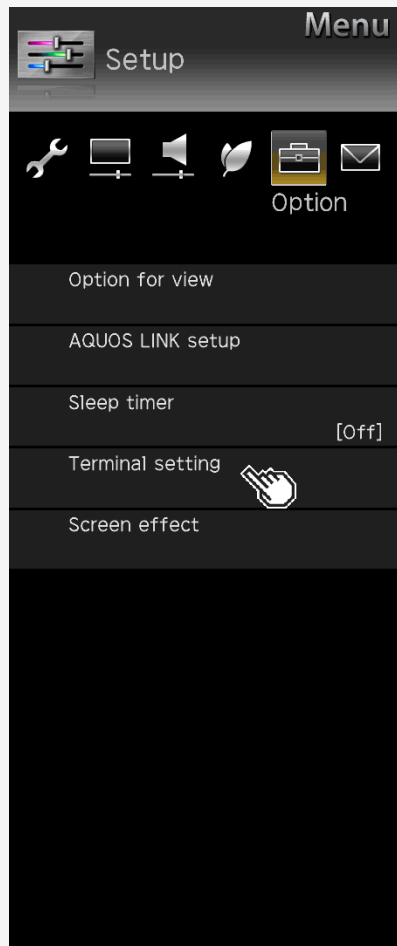 Menu
Setup
Option
Option for view
AQUOS LINK setup
Sleep timer
[Off]
Terminal setting
Screen effect